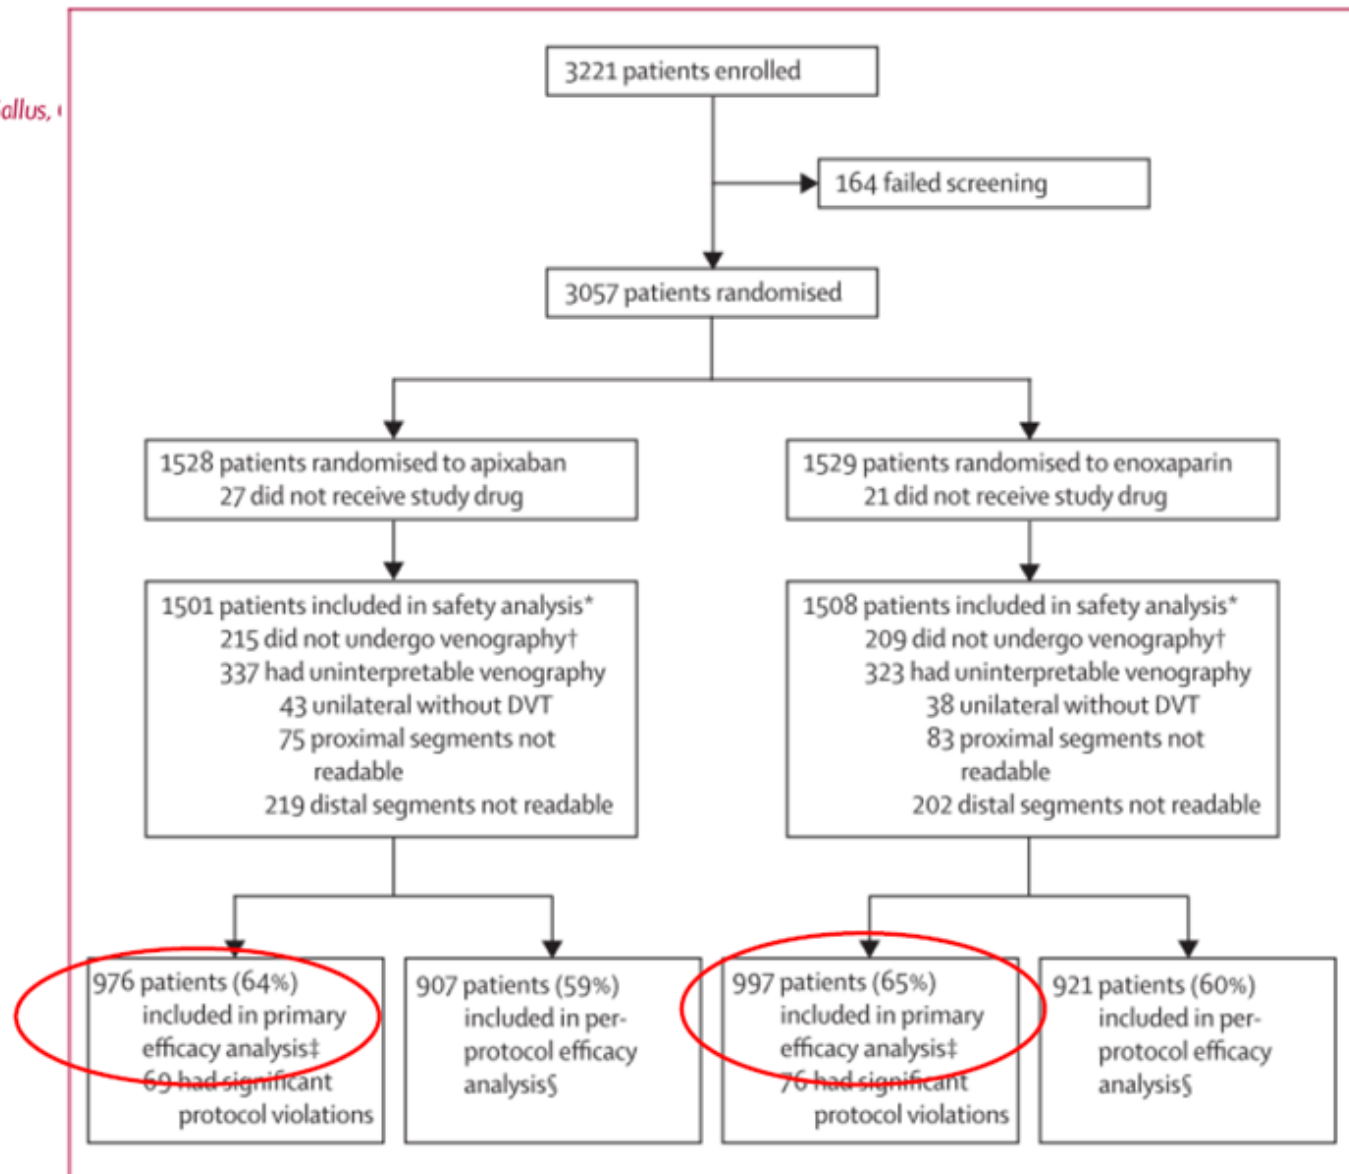 3221 patients enrolled
allus,
164 failed screening
3057 patients randomised
1528 patients randomised to apixaban
27 did not receive study drug
1529 patients randomised to enoxaparin
21 did not receive study drug
1501 patients included in safety analysis*
215 did not undergo venography†
337 had uninterpretable venography
43 unilateral without DVT
75 proximal segments not
readable
219 distal segments not readable
1508 patients included in safety analysis*
209 did not undergo venography†
323 had uninterpretable venography
38 unilateral without DVT
83 proximal segments not
readable
202 distal segments not readable
976 patients (64%)
included in primary
efficacy analysis‡
69 had significant
protocol violations
907 patients (59%)
included in per-
protocol efficacy
analysis§
997 patients (65%)
included in primary
efficacy analysis‡
76 had significant
protocol violations
921 patients (60%)
included in per-
protocol efficacy
analysis§